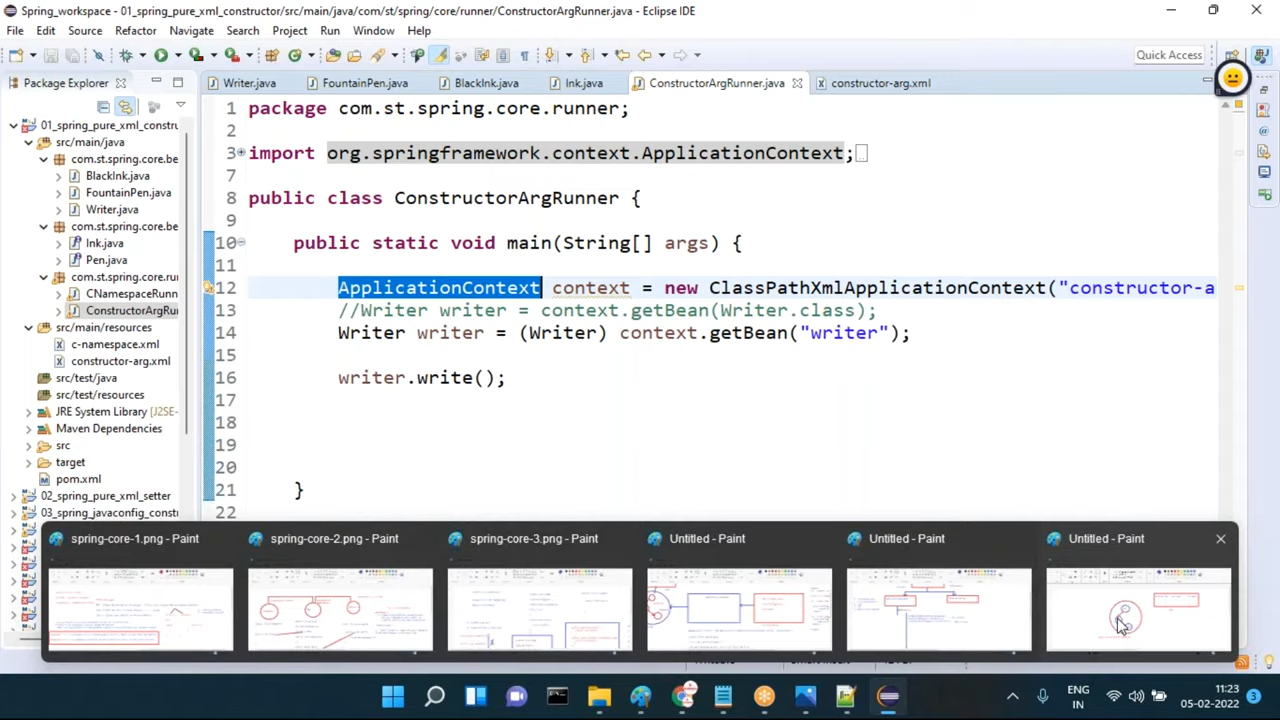 Spring_workspace - 01_spring_pure_xml_constructor/src/main/java/com/st/spring/core/runner/ConstructorArgRunner.java - Eclipse IDE
File Edit Source Refactor Navigate Search Project Run Window Help
Quick Access
Package Explorer
Writer.java
FountainPen.java
BlackInk.java
Ink.java
ConstructorArgRunner.java
constructor-arg.xml
01_spring_pure_xml_constru
src/main/java
com.st.spring.core.be
BlackInk.java
FountainPen.java
Writer.java
com.st.spring.core.be
Ink.java
Pen.java
com.st.spring.core.rui
CNamespaceRunn
ConstructorArgRur
src/main/resources
c-namespace.xml
constructor-arg.xml
src/test/java
src/test/resources
JRE System Library [J2SE-
Maven Dependencies
src
target
pom.xml
02_spring_pure_xml_setter
03_spring_javaconfig_const
1 package com.st.spring.core.runner;
2
3 import org.springframework.context.ApplicationContext;
7
8 public class ConstructorArgRunner {
9
10 public static void main(String[] args) {
11
12 ApplicationContext context = new ClassPathXmlApplicationContext("constructor-a
13 //Writer writer = context.getBean(Writer.class);
14 Writer writer = (Writer) context.getBean("writer");
15
16 writer.write();
17
18
19
20
21 }
22
spring-core-1.png - Paint
spring-core-2.png - Paint
spring-core-3.png - Paint
Untitled - Paint
Untitled - Paint
Untitled - Paint
ENG
IN
11:23
05-02-2022
3